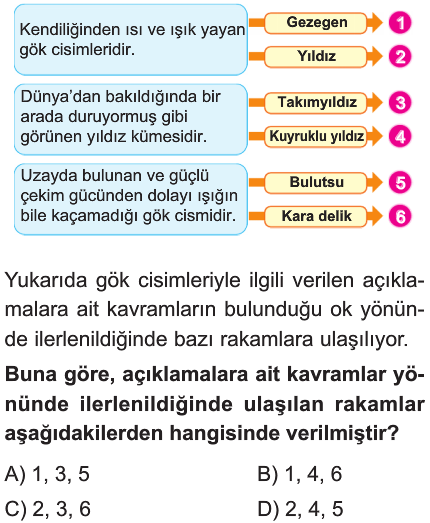 Kendiliğinden ısı ve ışık yayan
gök cisimleridir.
Gezegen 1
Yıldız 2
Dünya’dan bakıldığında bir
arada duruyormuş gibi
görünen yıldız kümesidir.
Takımyıldız 3
Kuyruklu yıldız 4
Uzayda bulunan ve güçlü
çekim gücünden dolayı ışığın
bile kaçamadığı gök cismidir.
Bulutsu 5
Kara delik 6
Yukarıda gök cisimleriyle ilgili verilen açıkla-
malara ait kavramların bulunduğu ok yönün-
de ilerlenildiğinde bazı rakamlara ulaşılıyor.
Buna göre, açıklamalara ait kavramlar yö-
nünde ilerlenildiğinde ulaşılan rakamlar
aşağıdakilerden hangisinde verilmiştir?
A) 1, 3, 5 B) 1, 4, 6
C) 2, 3, 6 D) 2, 4, 5